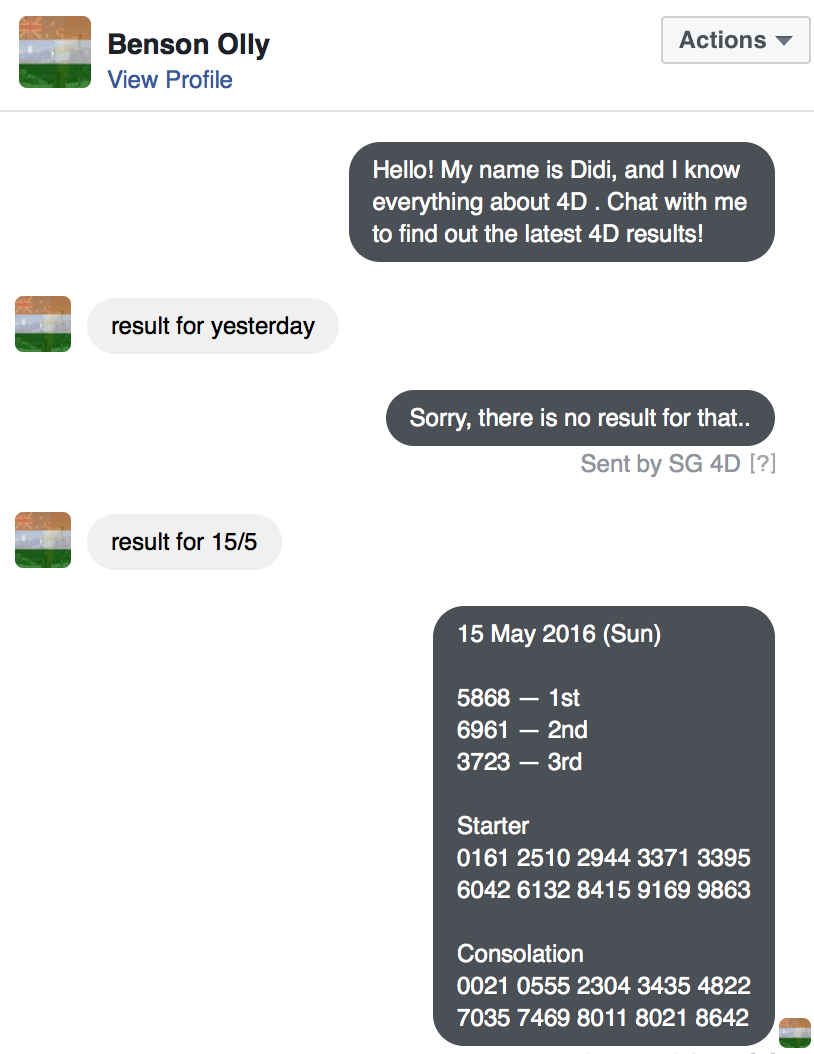 Benson Olly
View Profile
Actions
Hello! My name is Didi, and I know
everything about 4D . Chat with me
to find out the latest 4D results!
result for yesterday
Sorry, there is no result for that..
Sent by SG 4D [?]
result for 15/5
15 May 2016 (Sun)
5868 — 1st
6961 — 2nd
3723 — 3rd
Starter
0161 2510 2944 3371 3395
6042 6132 8415 9169 9863
Consolation
0021 0555 2304 3435 4822
7035 7469 8011 8021 8642